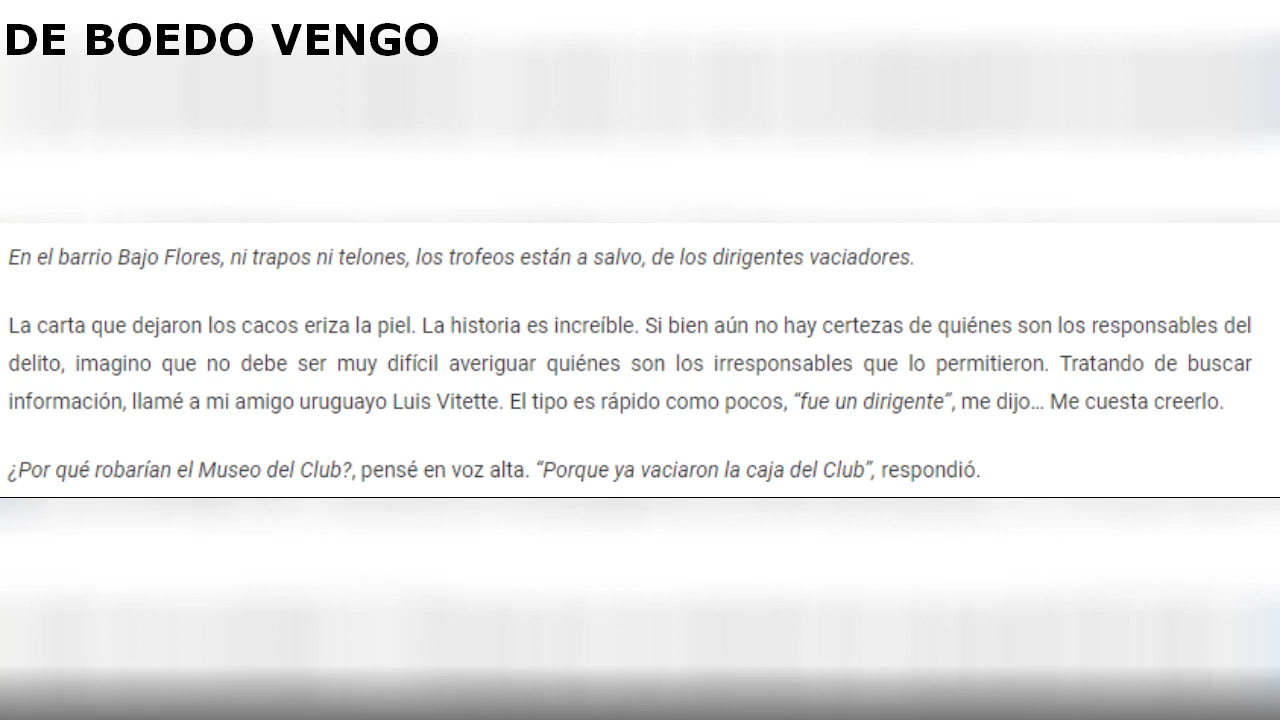 DE BOEDO VENGO
En el barrio Bajo Flores, ni trapos ni telones, los trofeos están a salvo, de los dirigentes vaciadores.
La carta que dejaron los cacos eriza la piel. La historia es increíble. Si bien aún no hay certezas de quiénes son los responsables del
delito, imagino que no debe ser muy difícil averiguar quiénes son los irresponsables que lo permitieron. Tratando de buscar
información, llamé a mi amigo uruguayo Luis Vitette. El tipo es rápido como pocos, “fue un dirigente”, me dijo… Me cuesta creerlo.
¿Por qué robarían el Museo del Club?, pensé en voz alta. “Porque ya vaciaron la caja del Club”, respondió.